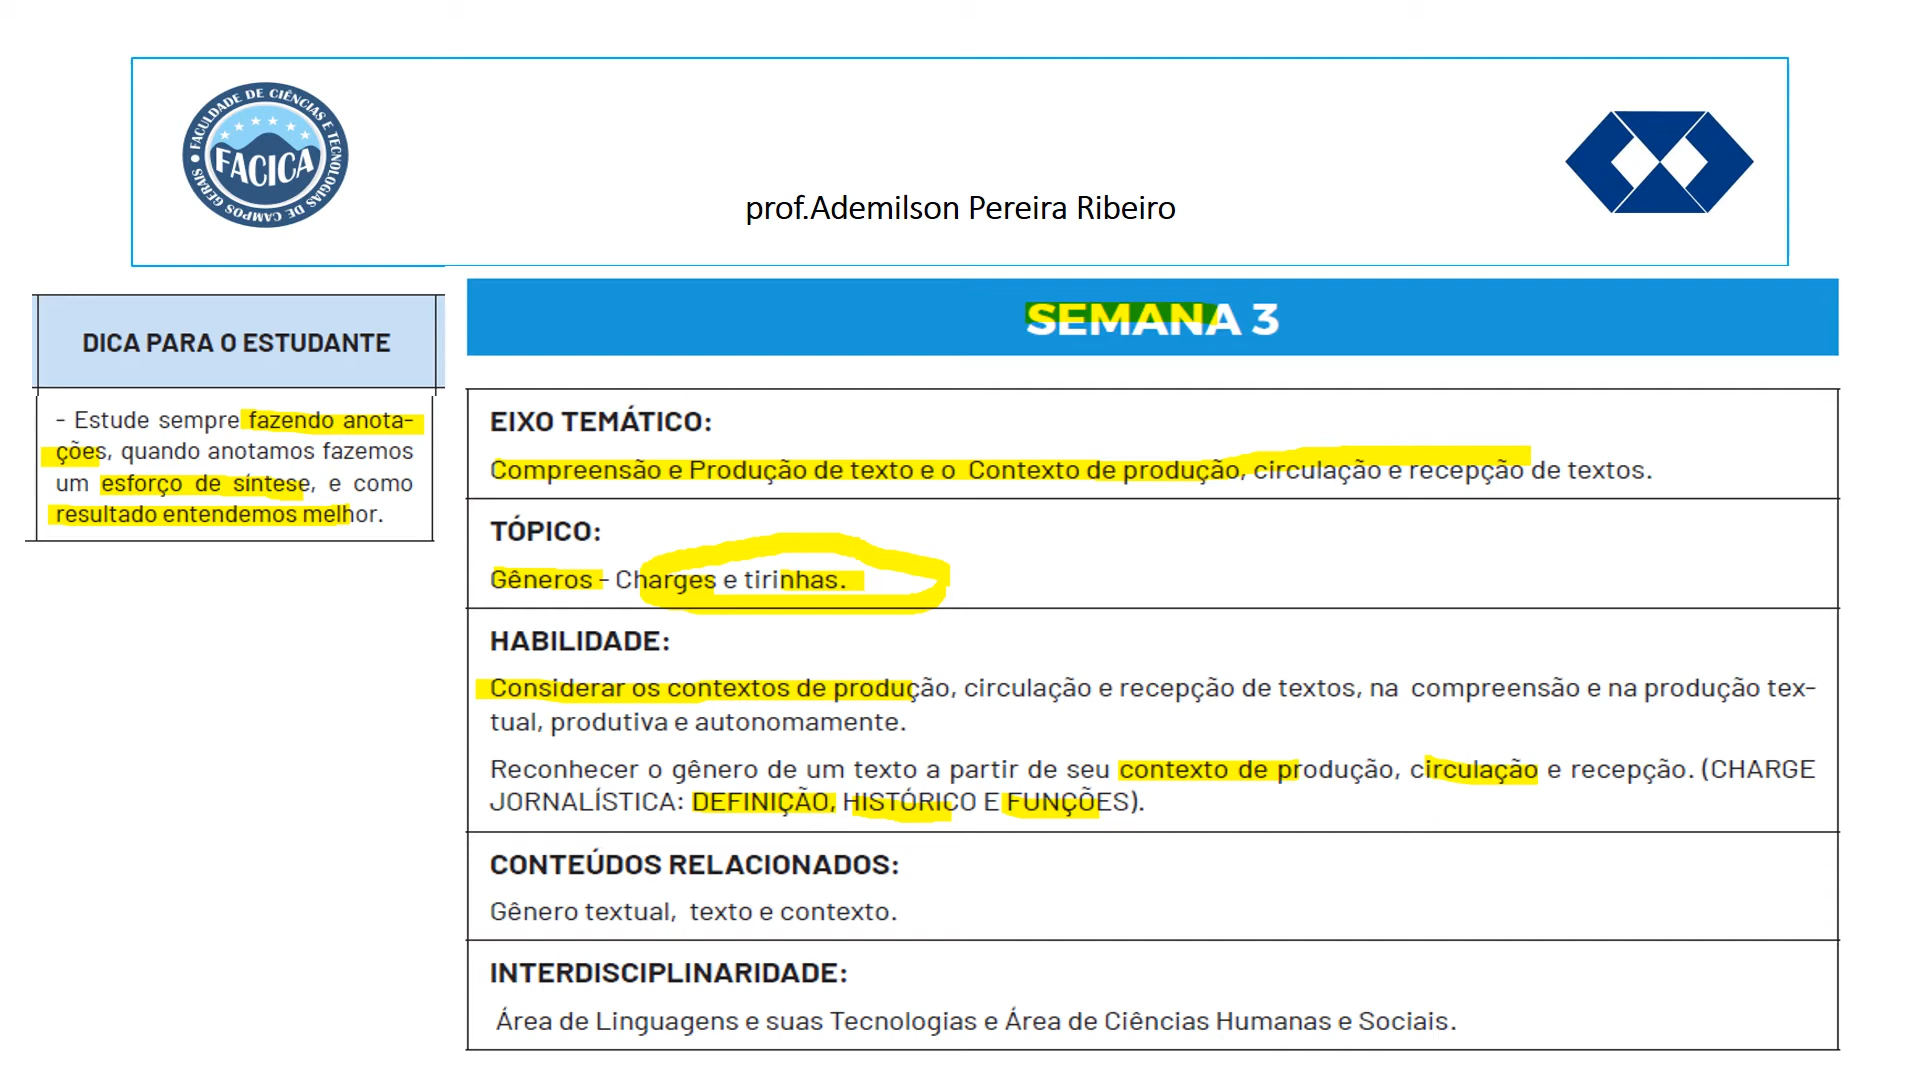 FACULDADE DE CIÊNCIAS E TECNOLOGIAS DE CAMPOS GERAIS
FACICA
prof.Ademilson Pereira Ribeiro
DICA PARA O ESTUDANTE
- Estude sempre fazendo anota-
ções, quando anotamos fazemos
um esforço de síntese, e como
resultado entendemos melhor.
SEMANA 3
EIXO TEMÁTICO:
Compreensão e Produção de texto e o Contexto de produção, circulação e recepção de textos.
TÓPICO:
Gêneros - Charges e tirinhas.
HABILIDADE:
Considerar os contextos de produção, circulação e recepção de textos, na compreensão e na produção tex-
tual, produtiva e autonomamente.
Reconhecer o gênero de um texto a partir de seu contexto de produção, circulação e recepção. (CHARGE
JORNALÍSTICA: DEFINIÇÃO, HISTÓRICO E FUNÇÕES).
CONTEÚDOS RELACIONADOS:
Gênero textual, texto e contexto.
INTERDISCIPLINARIDADE:
Área de Linguagens e suas Tecnologias e Área de Ciências Humanas e Sociais.